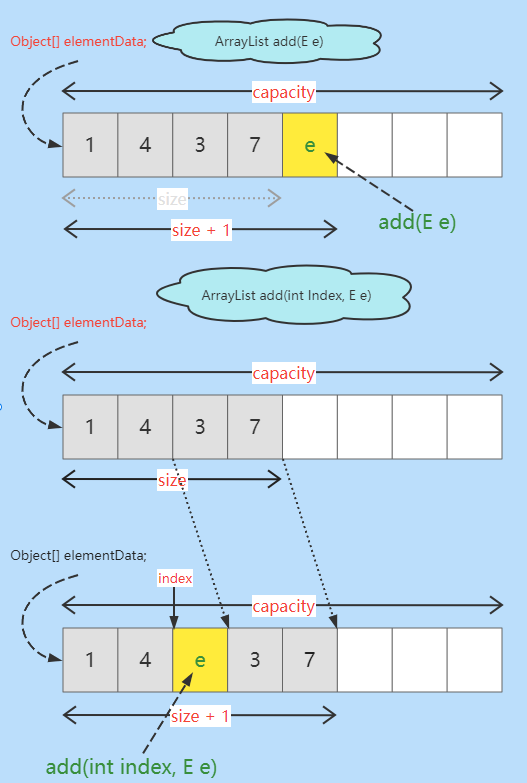 Object[] elementData;
ArrayList add(E e)
capacity
1 4 3 7 e
size
size + 1
add(E e)
ArrayList add(int Index, E e)
Object[] elementData;
capacity
1 4 3 7
size
Object[] elementData;
index
capacity
1 4 e 3 7
size + 1
add(int index, E e)